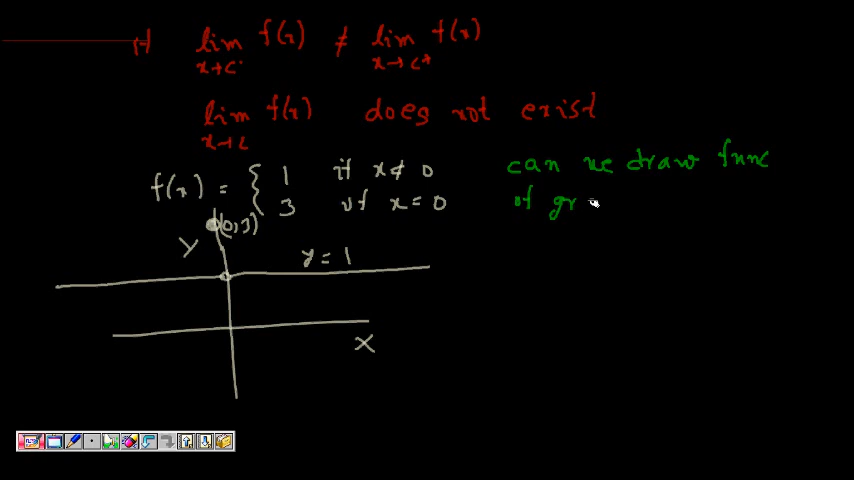 If lim x→c⁻ f(x) ≠ lim x→c⁺ f(x)
lim x→c f(x) does not exist
f(x) = { 1 if x≠0
3 if x=0
can we draw func
of gr
(0,3)
y
y = 1
X